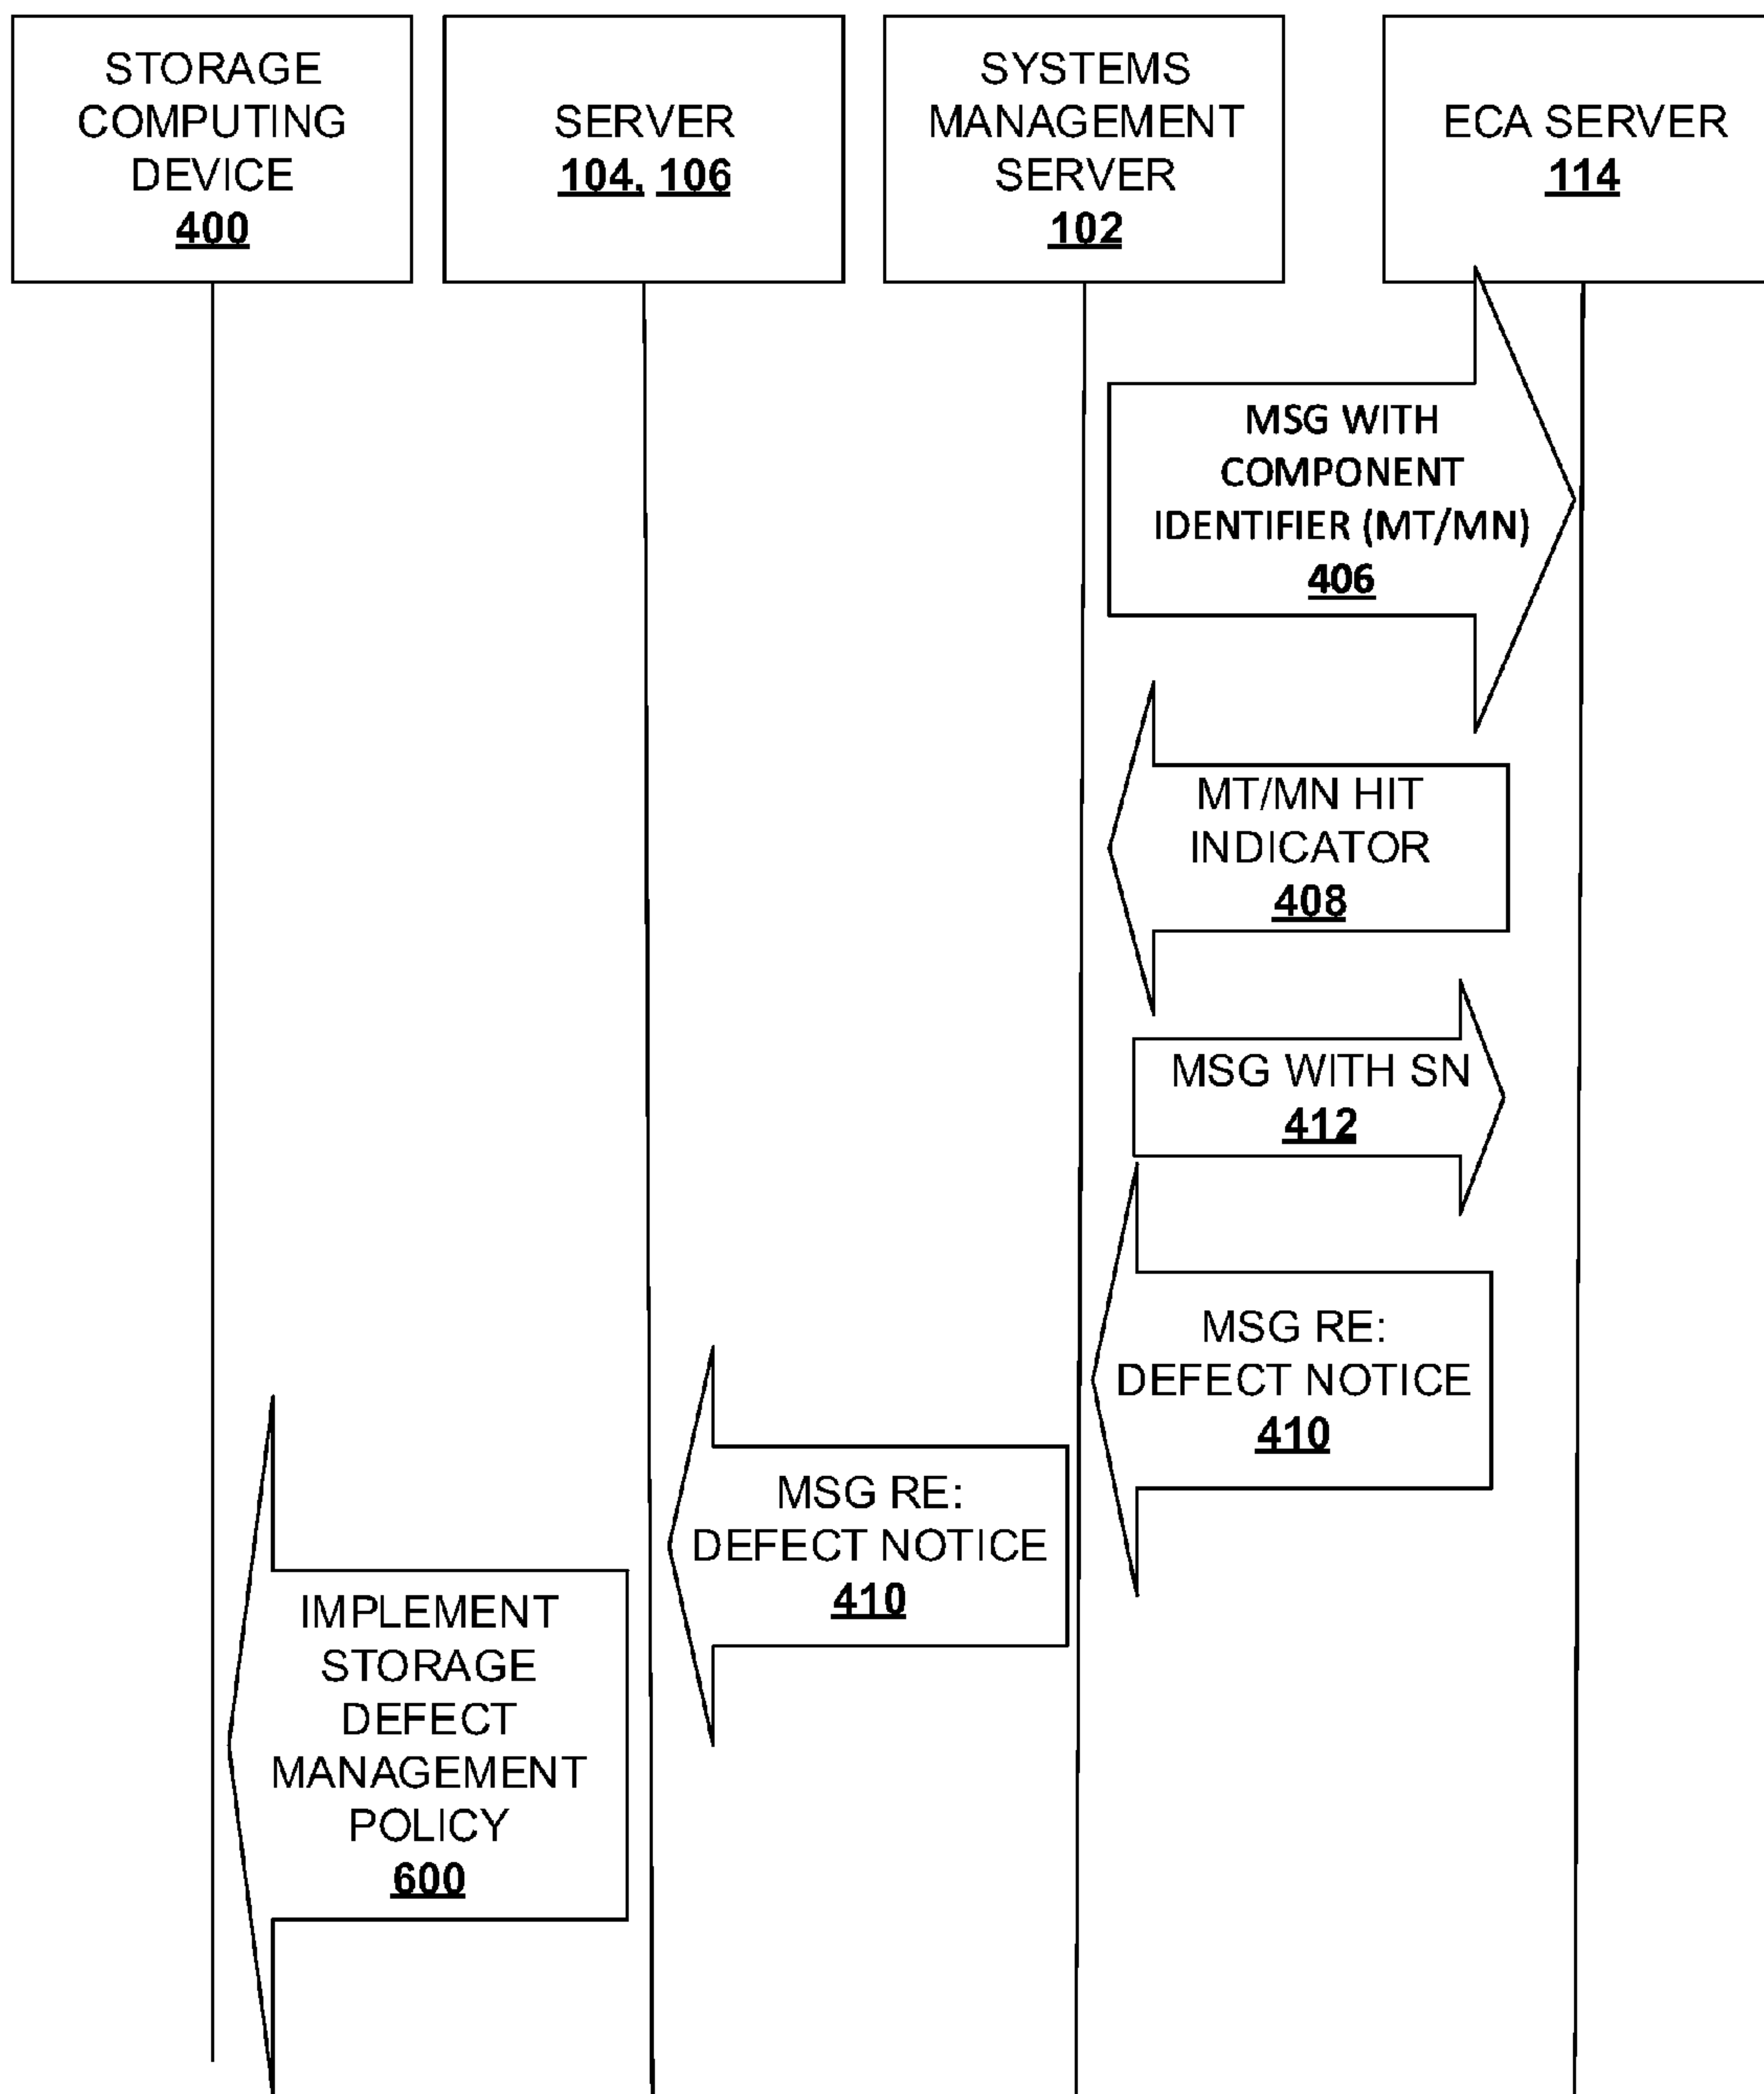 STORAGE
COMPUTING
DEVICE
400
SERVER
104, 106
SYSTEMS
MANAGEMENT
SERVER
102
ECA SERVER
114
MSG WITH
COMPONENT
IDENTIFIER (MT/MN)
406
MT/MN HIT
INDICATOR
408
MSG WITH SN
412
MSG RE:
DEFECT NOTICE
410
MSG RE:
DEFECT NOTICE
410
IMPLEMENT
STORAGE
DEFECT
MANAGEMENT
POLICY
600